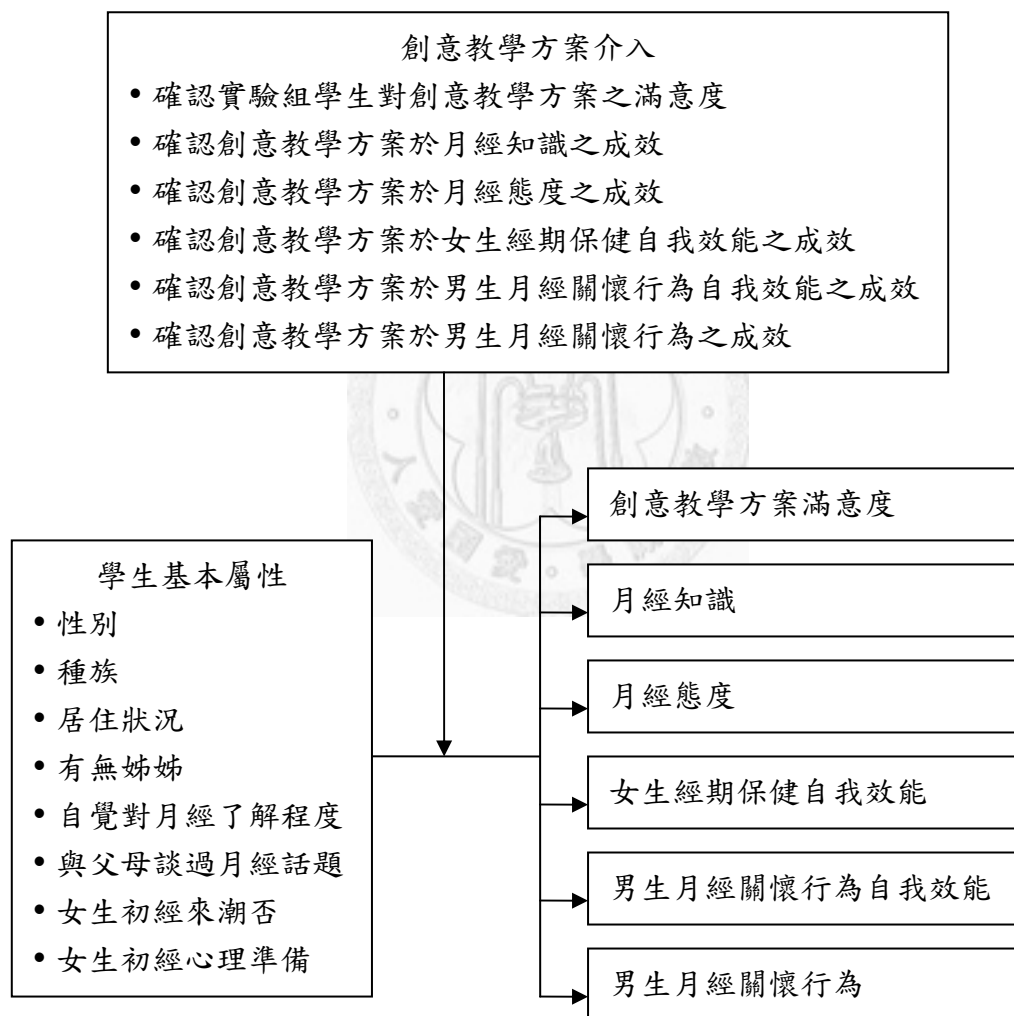 創意教學方案介入
• 確認實驗組學生對創意教學方案之滿意度
• 確認創意教學方案於月經知識之成效
• 確認創意教學方案於月經態度之成效
• 確認創意教學方案於女生經期保健自我效能之成效
• 確認創意教學方案於男生月經關懷行為自我效能之成效
• 確認創意教學方案於男生月經關懷行為之成效
學生基本屬性
• 性別
• 種族
• 居住狀況
• 有無姊姊
• 自覺對月經了解程度
• 與父母談過月經話題
• 女生初經來潮否
• 女生初經心理準備
創意教學方案滿意度
月經知識
月經態度
女生經期保健自我效能
男生月經關懷行為自我效能
男生月經關懷行為